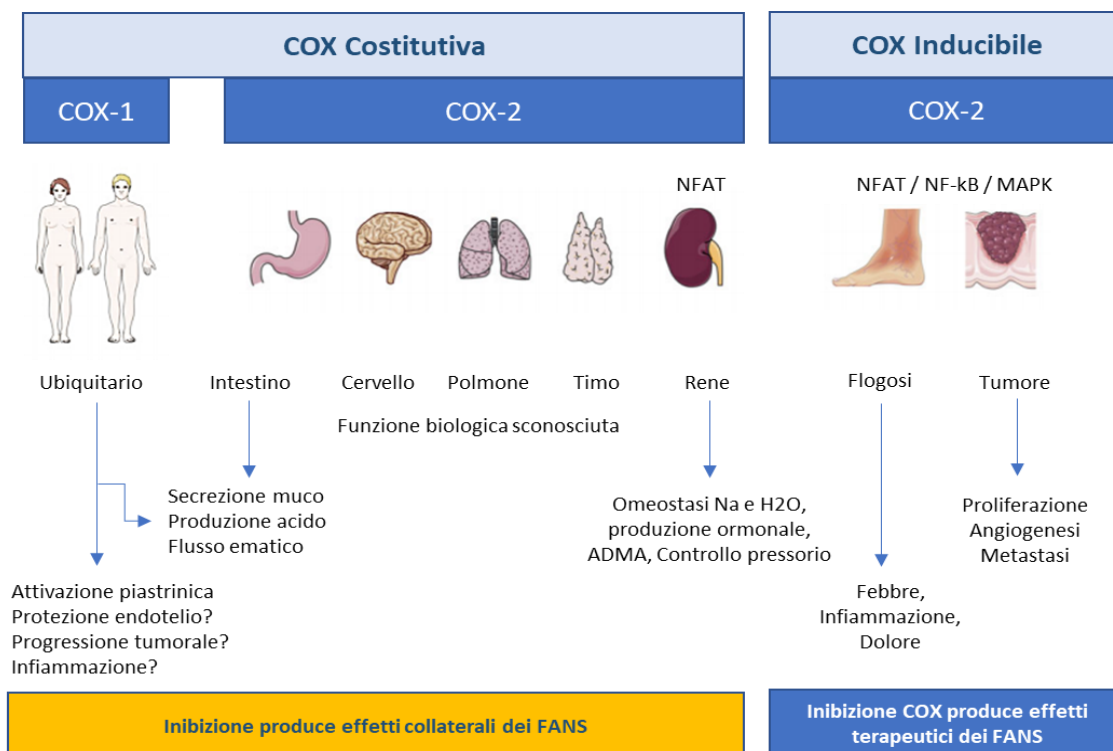 COX Costitutiva
COX Inducibile
COX-1
COX-2
COX-2
NFAT
NFAT / NF-kB / MAPK
Ubiquitario
Intestino
Cervello
Polmone
Timo
Rene
Flogosi
Tumore
Funzione biologica sconosciuta
Secrezione muco
Produzione acido
Flusso ematico
Omeostasi Na e H2O,
produzione ormonale,
ADMA, Controllo pressorio
Proliferazione
Angiogenesi
Metastasi
Attivazione piastrinica
Protezione endotelio?
Progressione tumorale?
Infiammazione?
Febbre,
Infiammazione,
Dolore
Inibizione produce effetti collaterali dei FANS
Inibizione COX produce effetti
terapeutici dei FANS